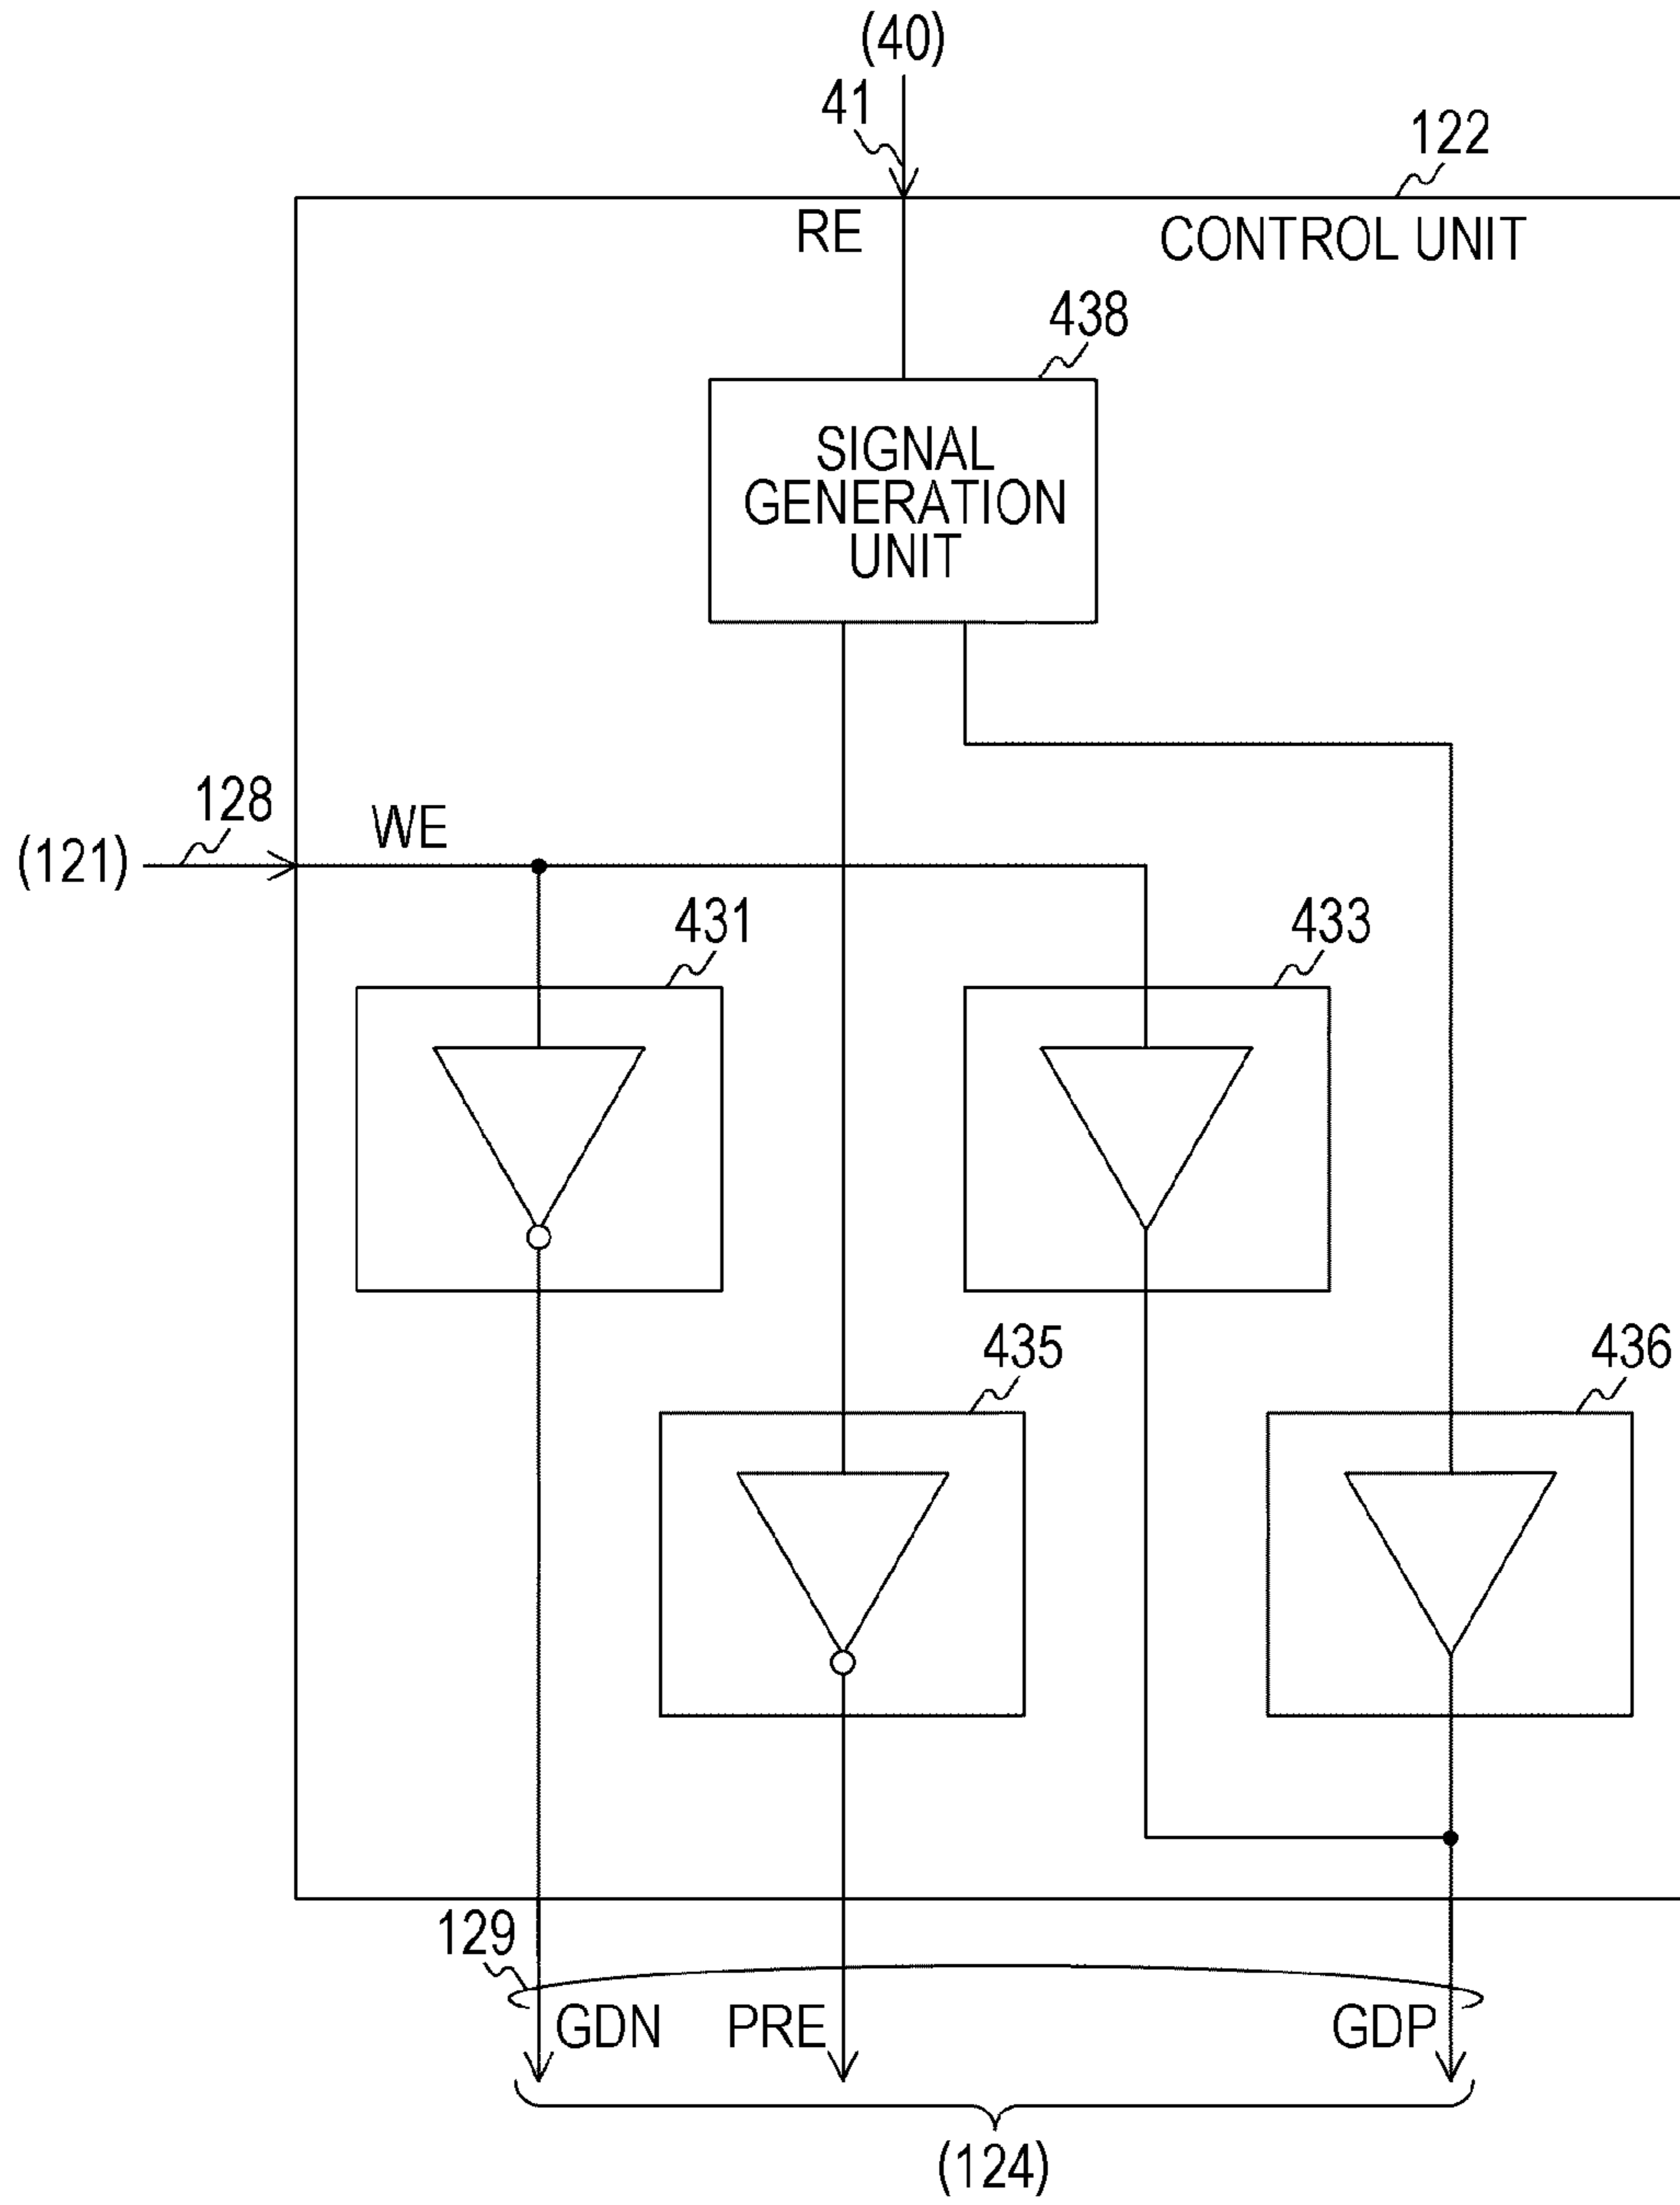 (40)
41
122
RE
CONTROL UNIT
438
SIGNAL
GENERATION
UNIT
128
WE
(121)
431
433
435
436
129
GDN
PRE
GDP
(124)